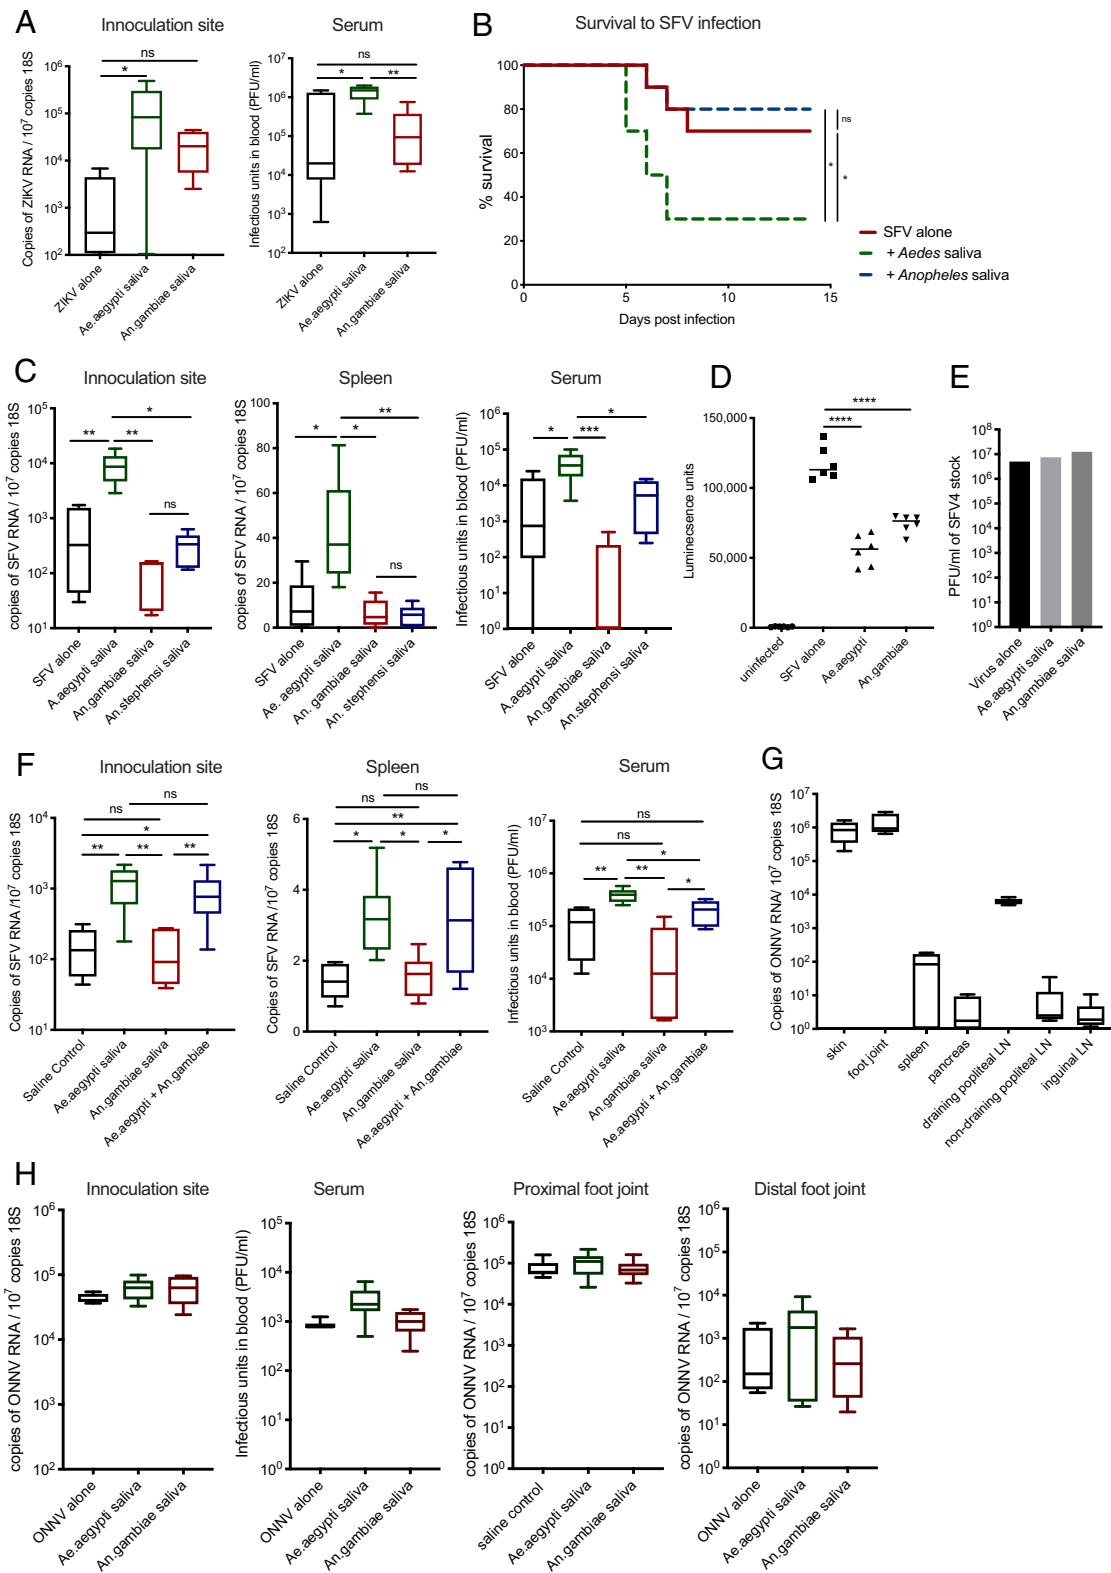 A
Innoculation site
Copies of ZIKV RNA / 10⁷ copies 18S
10⁶
10⁵
10⁴
10³
10²
ns
*
ZIKV alone
Ae.aegypti saliva
An.gambiae saliva
Serum
Infectious units in blood (PFU/ml)
10⁷
10⁶
10⁵
10⁴
10³
10²
ns
* **
ZIKV alone
Ae.aegypti saliva
An.gambiae saliva
B
Survival to SFV infection
% survival
100
80
60
40
20
0
0 5 10 15
Days post infection
ns
*
*
SFV alone
+ Aedes saliva
+ Anopheles saliva
C
Innoculation site
copies of SFV RNA / 10⁷ copies 18S
10⁵
10⁴
10³
10²
10¹
*
** **
ns
SFV alone
A.aegypti saliva
An.gambiae saliva
An.stephensi saliva
Spleen
copies of SFV RNA / 10⁷ copies 18S
100
80
60
40
20
0
**
* *
ns
SFV alone
Ae. aegypti saliva
An. gambiae saliva
An. stephensi saliva
Serum
Infectious units in blood (PFU/ml)
10⁶
10⁵
10⁴
10³
10²
10¹
10⁰
*
* ***
SFV alone
A.aegypti saliva
An.gambiae saliva
An.stephensi saliva
D
Luminecsence units
150,000
100,000
50,000
0
****
****
uninfected
SFV alone
Ae.aegypti
An.gambiae
E
PFU/ml of SFV4 stock
10⁸
10⁷
10⁶
10⁵
10⁴
10³
10²
10¹
10⁰
Virus alone
Ae.aegypti saliva
An.gambiae saliva
F
Innoculation site
Copies of SFV RNA /10⁷ copies 18S
10⁴
10³
10²
10¹
ns
ns
*
** ** **
Saline Control
Ae.aegypti saliva
An.gambiae saliva
Ae.aegypti + An.gambiae
Spleen
Copies of SFV RNA /10⁷ copies 18S
6
4
2
0
ns
ns
**
* * *
Saline Control
Ae.aegypti saliva
An.gambiae saliva
Ae.aegypti + An.gambiae
Serum
Infectious units in blood (PFU/ml)
10⁷
10⁶
10⁵
10⁴
10³
ns
ns
*
** **
*
Saline Control
Ae.aegypti saliva
An.gambiae saliva
Ae.aegypti + An.gambiae
G
Copies of ONNV RNA/ 10⁷ copies 18S
10⁷
10⁶
10⁵
10⁴
10³
10²
10¹
10⁰
skin
foot joint
spleen
pancreas
draining popliteal LN
non-draining popliteal LN
inguinal LN
H
Innoculation site
copies of ONNV RNA / 10⁷ copies 18S
10⁶
10⁵
10⁴
10³
10²
ONNV alone
Ae.aegypti saliva
An.gambiae saliva
Serum
Infectious units in blood (PFU/ml)
10⁵
10⁴
10³
10²
10¹
10⁰
ONNV alone
Ae.aegypti saliva
An.gambiae saliva
Proximal foot joint
copies of ONNV RNA / 10⁷ copies 18S
10⁶
10⁵
10⁴
10³
10²
10¹
10⁰
saline control
Ae.aegypti saliva
An.gambiae saliva
Distal foot joint
copies of ONNV RNA / 10⁷ copies 18S
10⁶
10⁵
10⁴
10³
10²
10¹
10⁰
ONNV alone
Ae.aegypti saliva
An.gambiae saliva